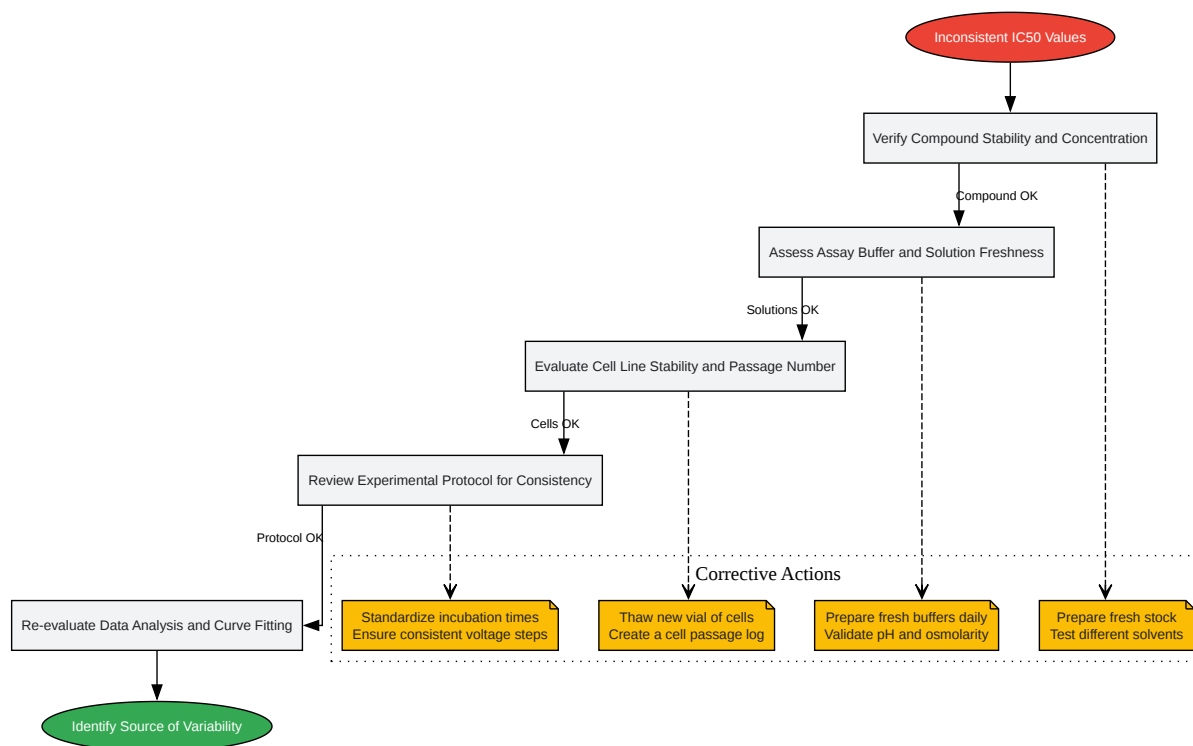 Inconsistent IC50 Values
Verify Compound Stability and Concentration
Compound OK
Assess Assay Buffer and Solution Freshness
Solutions OK
Evaluate Cell Line Stability and Passage Number
Cells OK
Review Experimental Protocol for Consistency
Protocol OK
Corrective Actions
Re-evaluate Data Analysis and Curve Fitting
Standardize incubation times
Ensure consistent voltage steps
Thaw new vial of cells
Create a cell passage log
Prepare fresh buffers daily
Validate pH and osmolarity
Prepare fresh stock
Test different solvents
Identify Source of Variability